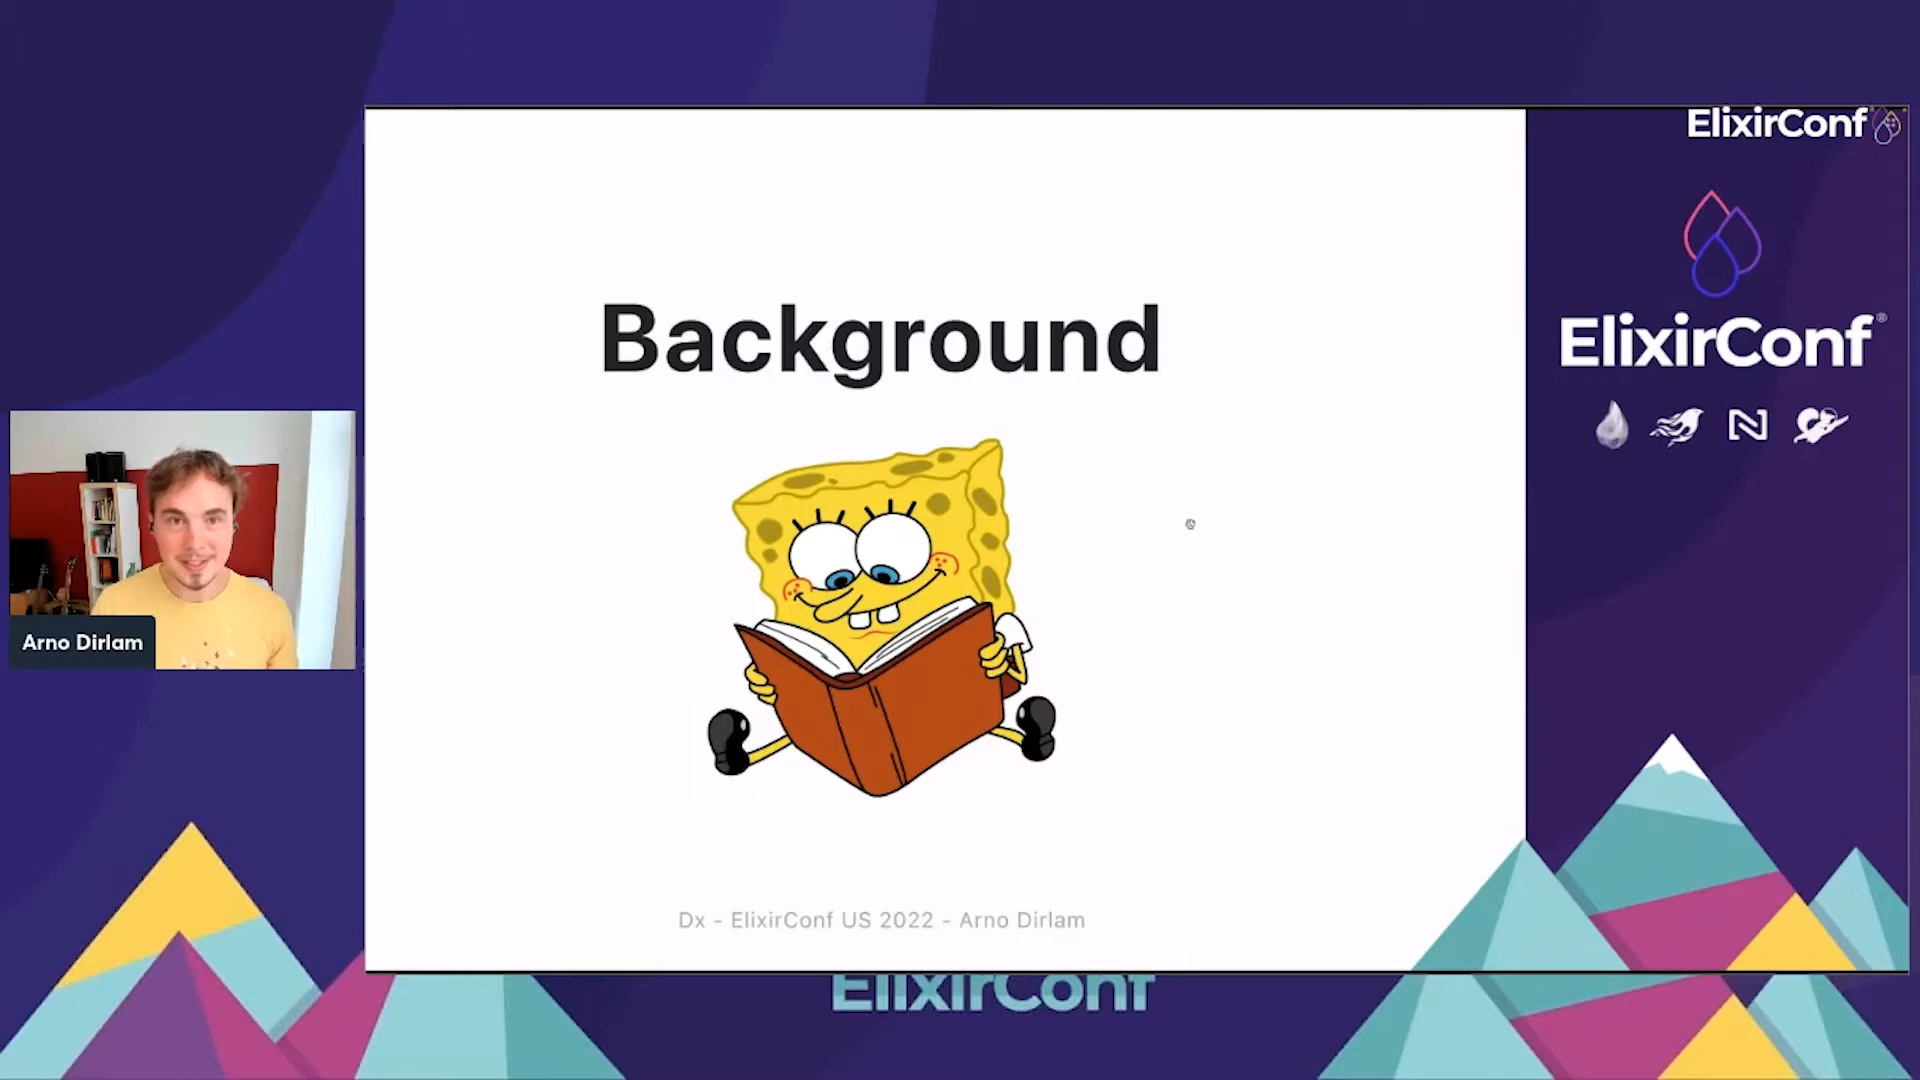 ElixirConf
ElixirConf®
Background
Arno Dirlam
Dx - ElixirConf US 2022 - Arno Dirlam
ElixirConf